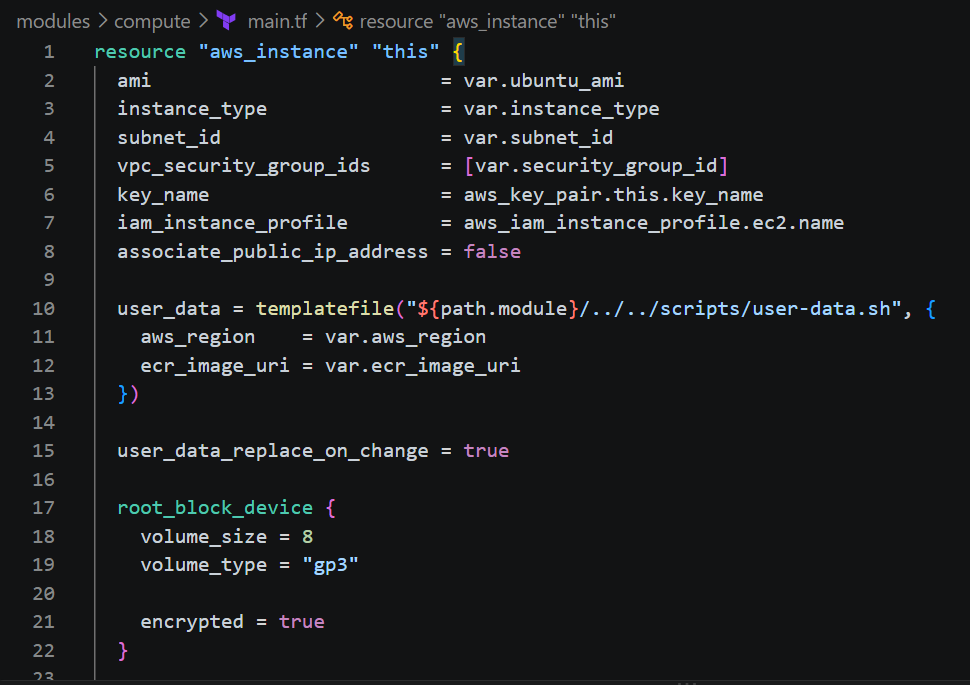 modules > compute > main.tf > resource "aws_instance" "this"
1 resource "aws_instance" "this" {
2   ami                         = var.ubuntu_ami
3   instance_type               = var.instance_type
4   subnet_id                   = var.subnet_id
5   vpc_security_group_ids      = [var.security_group_id]
6   key_name                    = aws_key_pair.this.key_name
7   iam_instance_profile        = aws_iam_instance_profile.ec2.name
8   associate_public_ip_address = false
9
10   user_data = templatefile("${path.module}/../../scripts/user-data.sh", {
11     aws_region    = var.aws_region
12     ecr_image_uri = var.ecr_image_uri
13   })
14
15   user_data_replace_on_change = true
16
17   root_block_device {
18     volume_size = 8
19     volume_type = "gp3"
20
21     encrypted = true
22   }
23